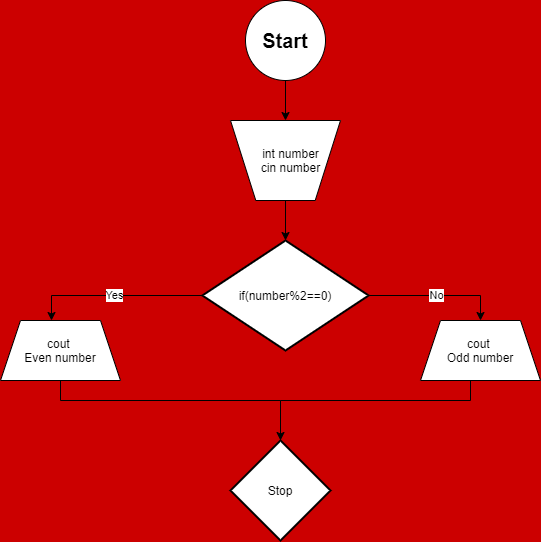 Start
int number
cin number
if(number%2==0)
Yes
No
cout
Even number
cout
Odd number
Stop